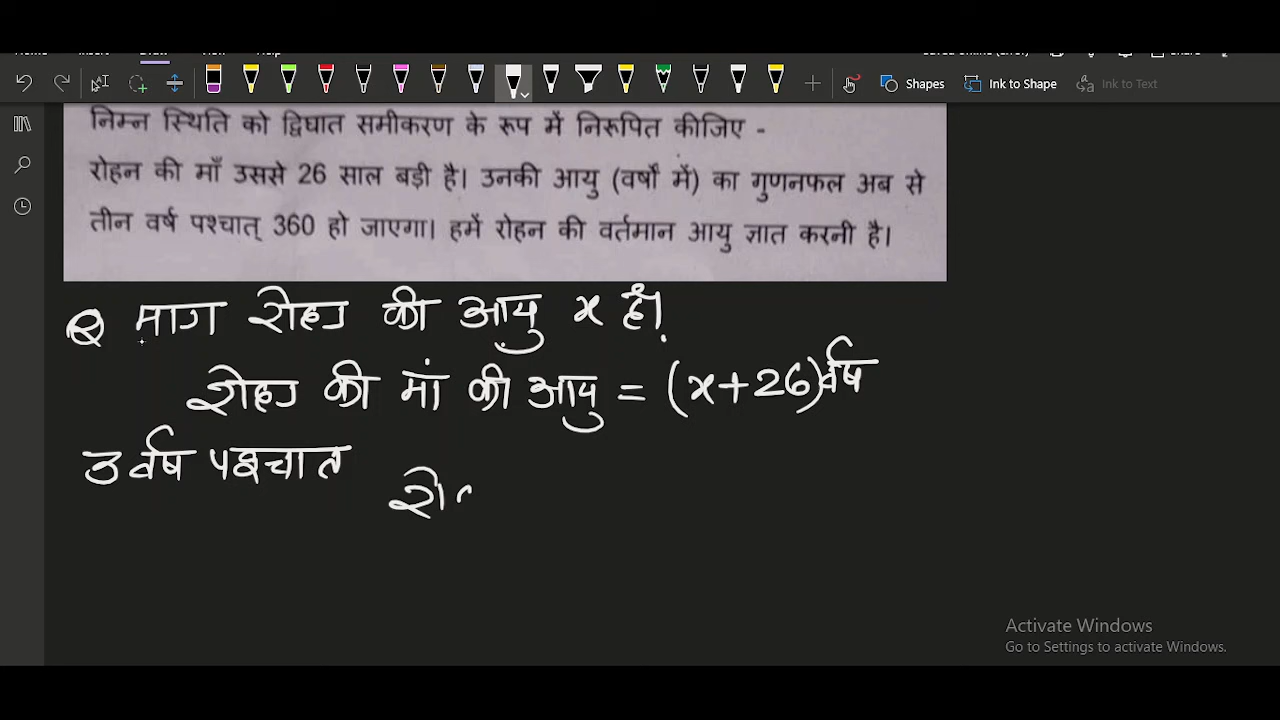 Shapes
Ink to Shape
Ink to Text
निम्न स्थिति को द्विघात समीकरण के रूप में निरूपित कीजिए -
रोहन की माँ उससे 26 साल बड़ी है। उनकी आयु (वर्षों में) का गुणनफल अब से
तीन वर्ष पश्चात् 360 हो जाएगा। हमें रोहन की वर्तमान आयु ज्ञात करनी है।
माना रोहन की आयु x है।
रोहन की मां की आयु = (x+26) वर्ष
3 वर्ष पश्चात
रो
Activate Windows
Go to Settings to activate Windows.